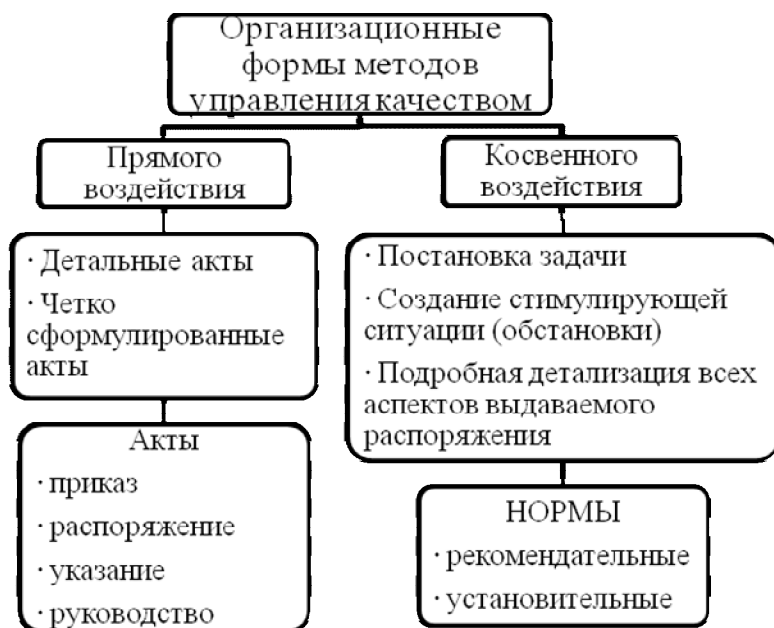 Организационные
формы методов
управления качеством
Прямого
воздействия
Косвенного
воздействия
· Детальные акты
· Четко
сформулированные
акты
· Постановка задачи
· Создание стимулирующей
ситуации (обстановки)
· Подробная детализация всех
аспектов выдаваемого
распоряжения
Акты
· приказ
· распоряжение
· указание
· руководство
НОРМЫ
· рекомендательные
· установительные